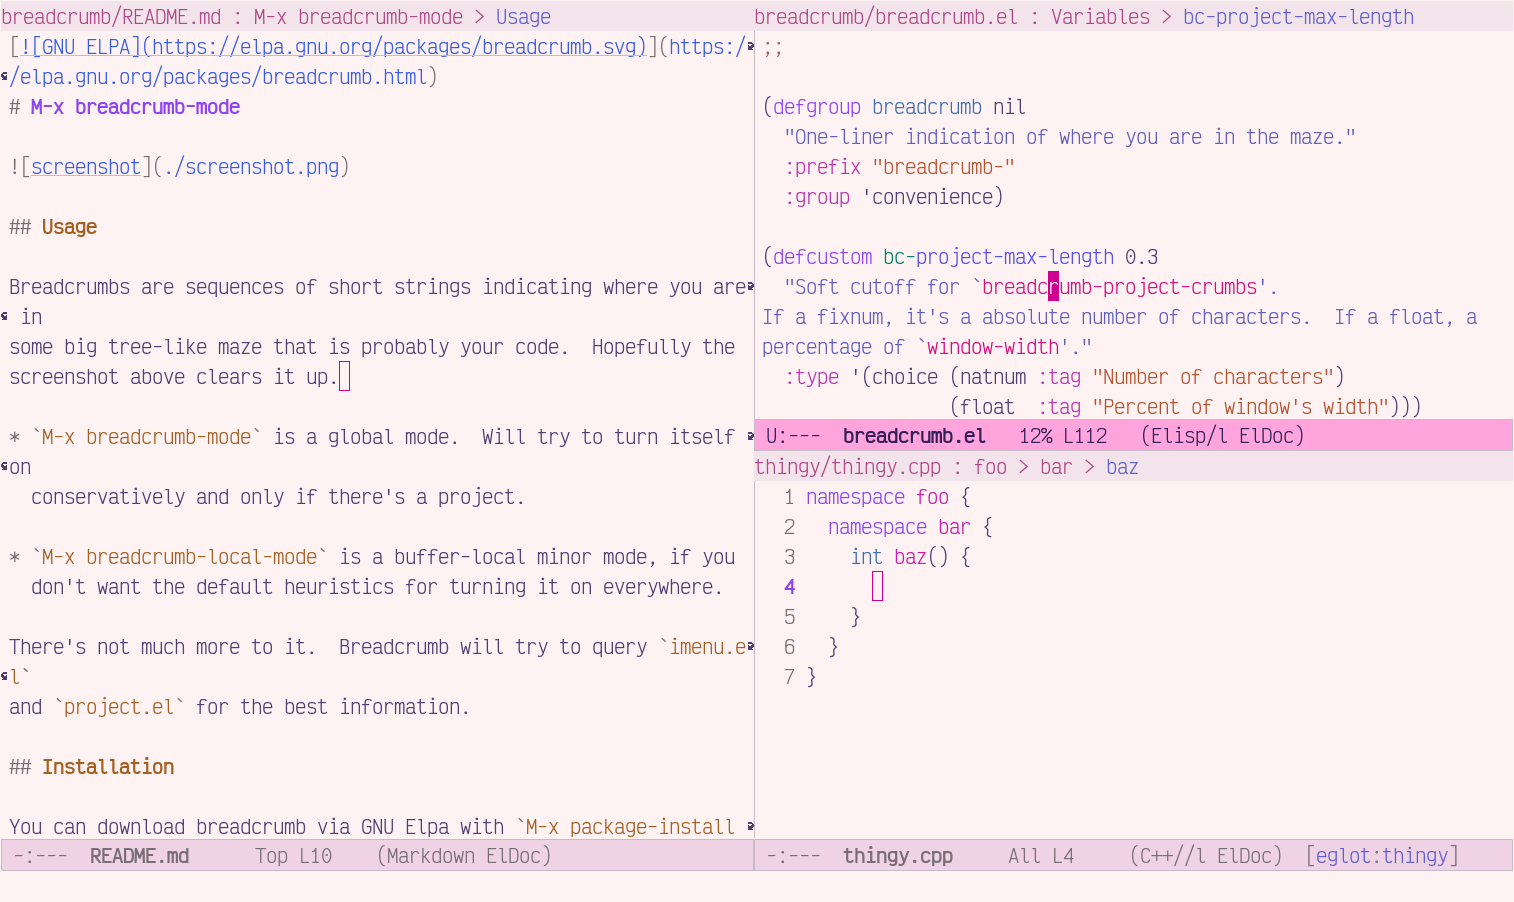 breadcrumb/README.md : M-x breadcrumb-mode > Usage
[![GNU ELPA](https://elpa.gnu.org/packages/breadcrumb.svg)](https:/
/elpa.gnu.org/packages/breadcrumb.html)
# M-x breadcrumb-mode
![screenshot](./screenshot.png)
## Usage
Breadcrumbs are sequences of short strings indicating where you are
 in
some big tree-like maze that is probably your code.  Hopefully the
screenshot above clears it up.
* `M-x breadcrumb-mode` is a global mode.  Will try to turn itself 
on
  conservatively and only if there's a project.
* `M-x breadcrumb-local-mode` is a buffer-local minor mode, if you
  don't want the default heuristics for turning it on everywhere.
There's not much more to it.  Breadcrumb will try to query `imenu.e
l`
and `project.el` for the best information.
## Installation
You can download breadcrumb via GNU Elpa with `M-x package-install
-:---  README.md      Top L10    (Markdown ElDoc)
breadcrumb/breadcrumb.el : Variables > bc-project-max-length
;;
(defgroup breadcrumb nil
  "One-liner indication of where you are in the maze."
  :prefix "breadcrumb-"
  :group 'convenience)
(defcustom bc-project-max-length 0.3
  "Soft cutoff for `breadcrumb-project-crumbs'.
If a fixnum, it's a absolute number of characters.  If a float, a
percentage of `window-width'."
  :type '(choice (natnum :tag "Number of characters")
                 (float  :tag "Percent of window's width")))
U:---  breadcrumb.el   12% L112   (Elisp/l ElDoc)
thingy/thingy.cpp : foo > bar > baz
1 namespace foo {
2   namespace bar {
3     int baz() {
4
5     }
6   }
7 }
-:---  thingy.cpp     All L4     (C++//l ElDoc)  [eglot:thingy]